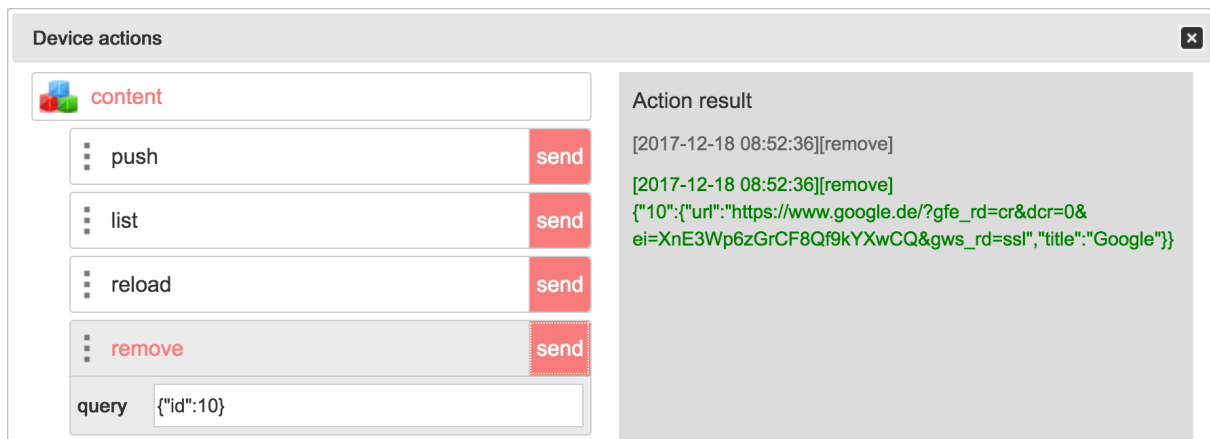 Device actions
content
push send
list send
reload send
remove send
query {"id":10}
Action result
[2017-12-18 08:52:36][remove]
[2017-12-18 08:52:36][remove]
{"10":{"url":"https://www.google.de/?gfe_rd=cr&dcr=0&
ei=XnE3Wp6zGrCF8Qf9kYXwCQ&gws_rd=ssl","title":"Google"}}